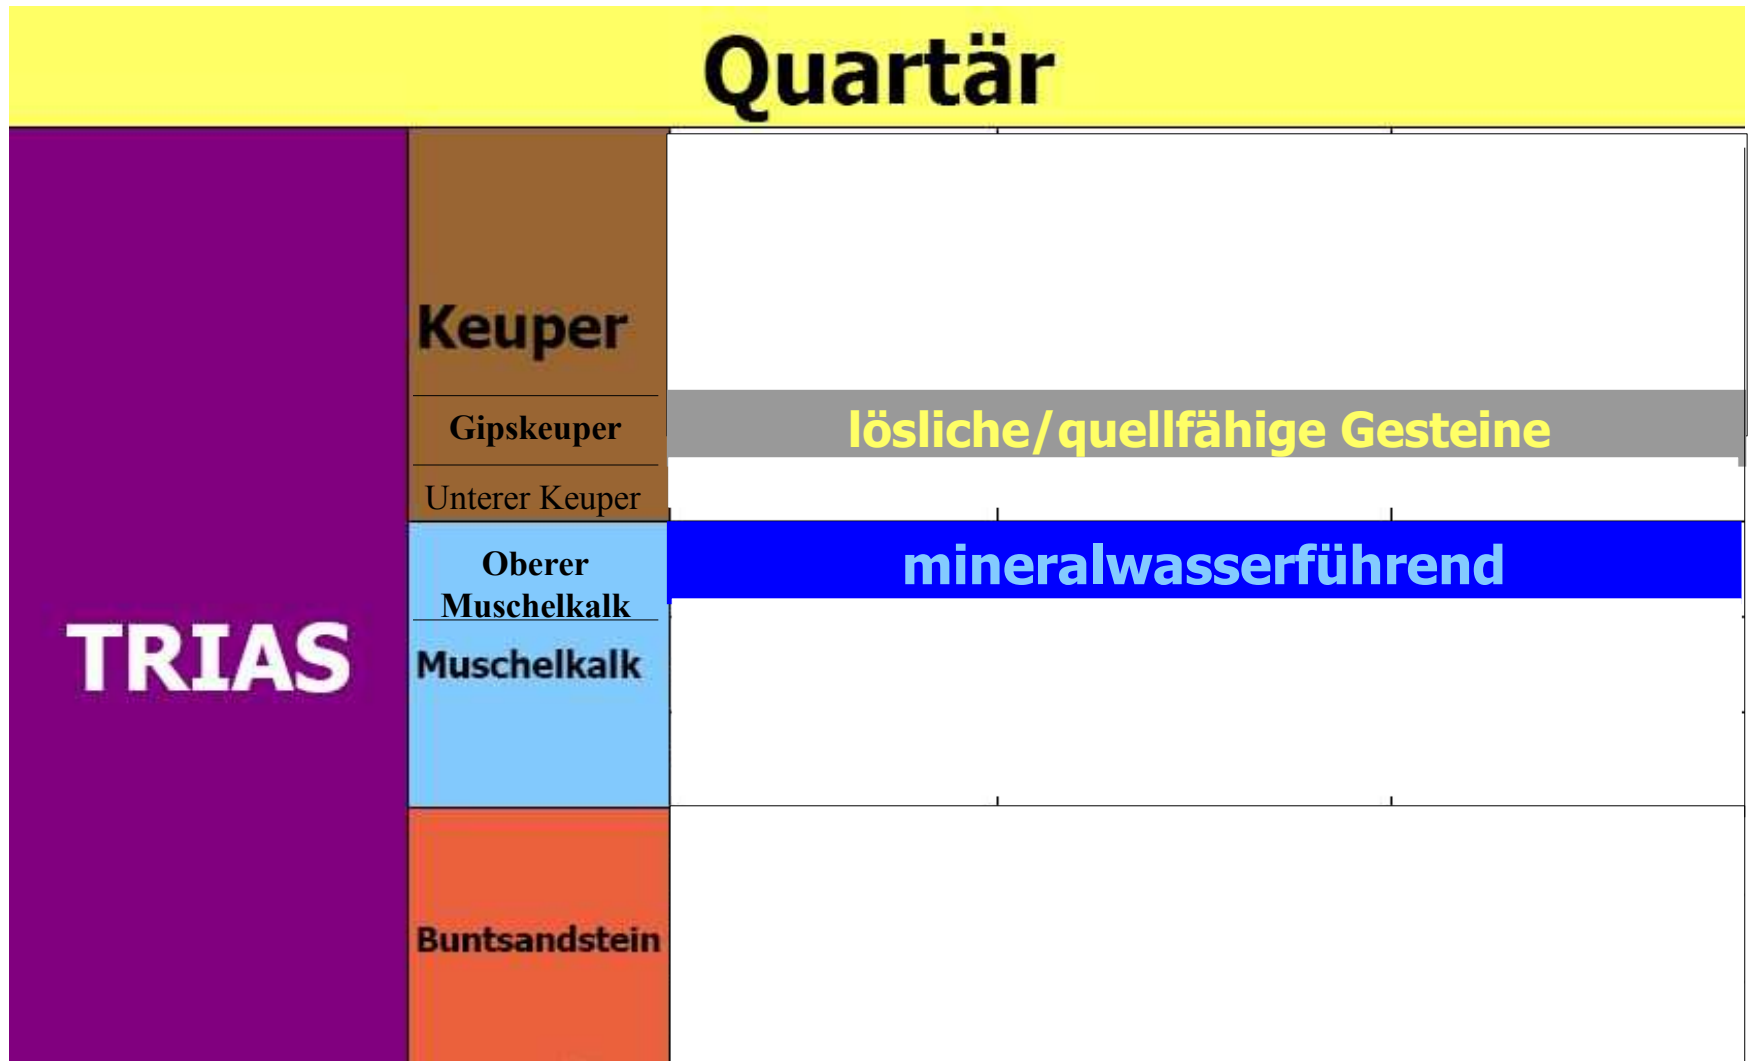 Quartär
Keuper
Gipskeuper
lösliche/quellfähige Gesteine
Unterer Keuper
Oberer
Muschelkalk
mineralwasserführend
TRIAS
Muschelkalk
Buntsandstein